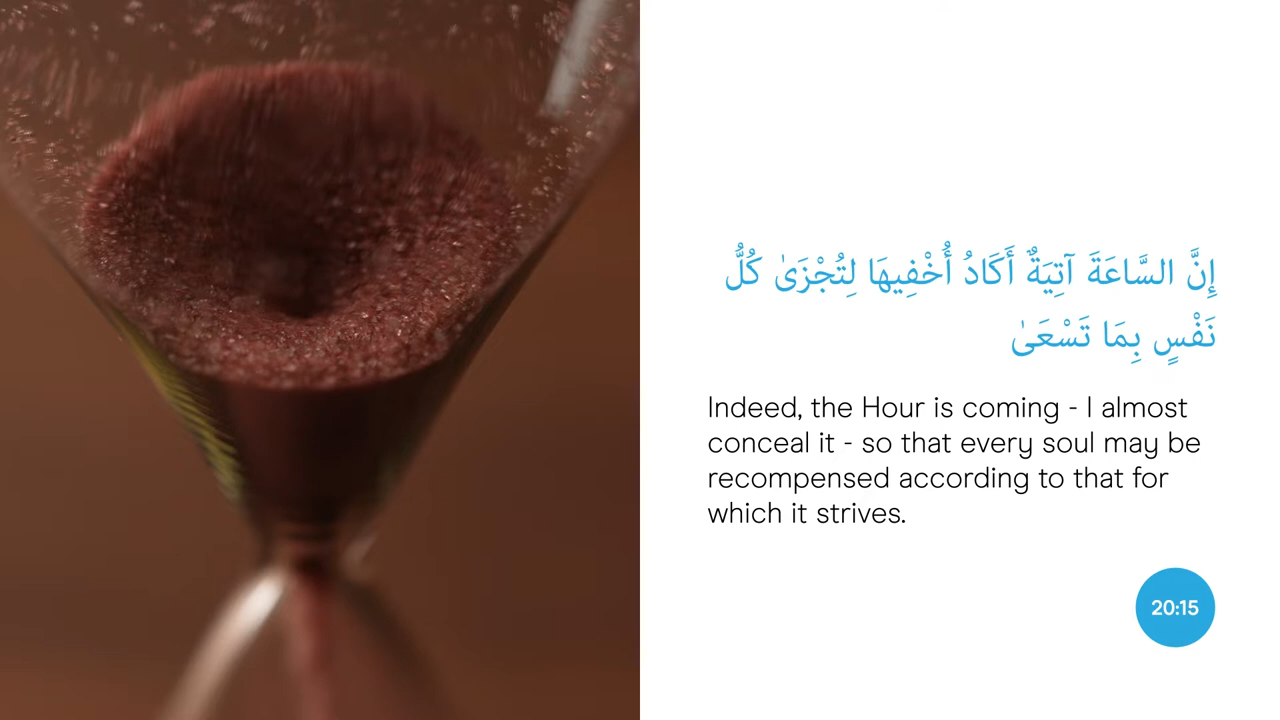 إِنَّ السَّاعَةَ آتِيَةٌ أَكَادُ أُخْفِيهَا لِتُجْزَىٰ كُلُّ
نَفْسٍ بِمَا تَسْعَىٰ
Indeed, the Hour is coming - I almost
conceal it - so that every soul may be
recompensed according to that for
which it strives.
20:15